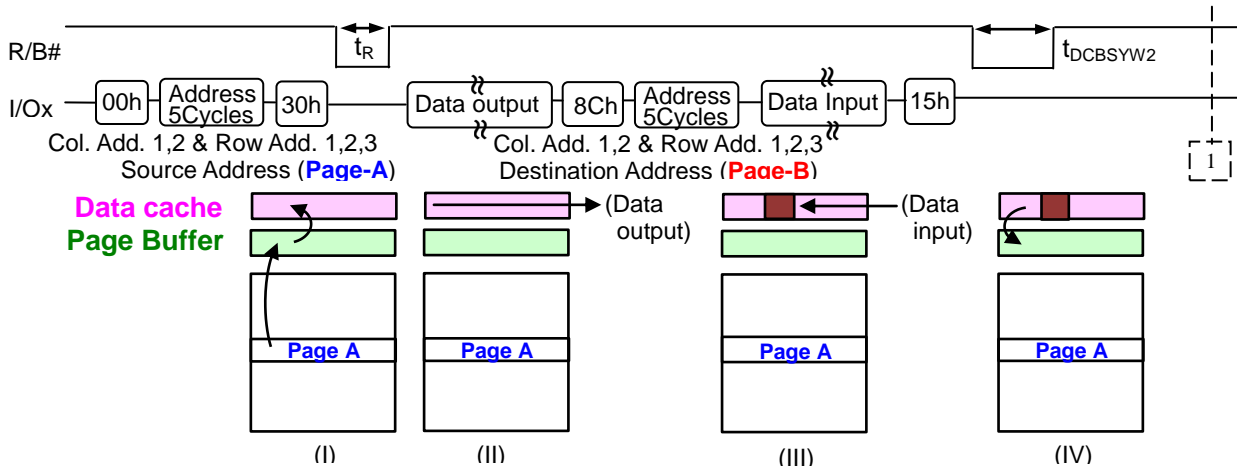 R/B#
tR
tDCBSYW2
I/Ox
00h
Address
5Cycles
30h
Data output
8Ch
Address
5Cycles
Data Input
15h
Col. Add. 1,2 & Row Add. 1,2,3
Source Address (Page-A)
Col. Add. 1,2 & Row Add. 1,2,3
Destination Address (Page-B)
1
Data cache
Page Buffer
(Data
output)
(Data
input)
Page A
Page A
Page A
Page A
(I)
(II)
(III)
(IV)